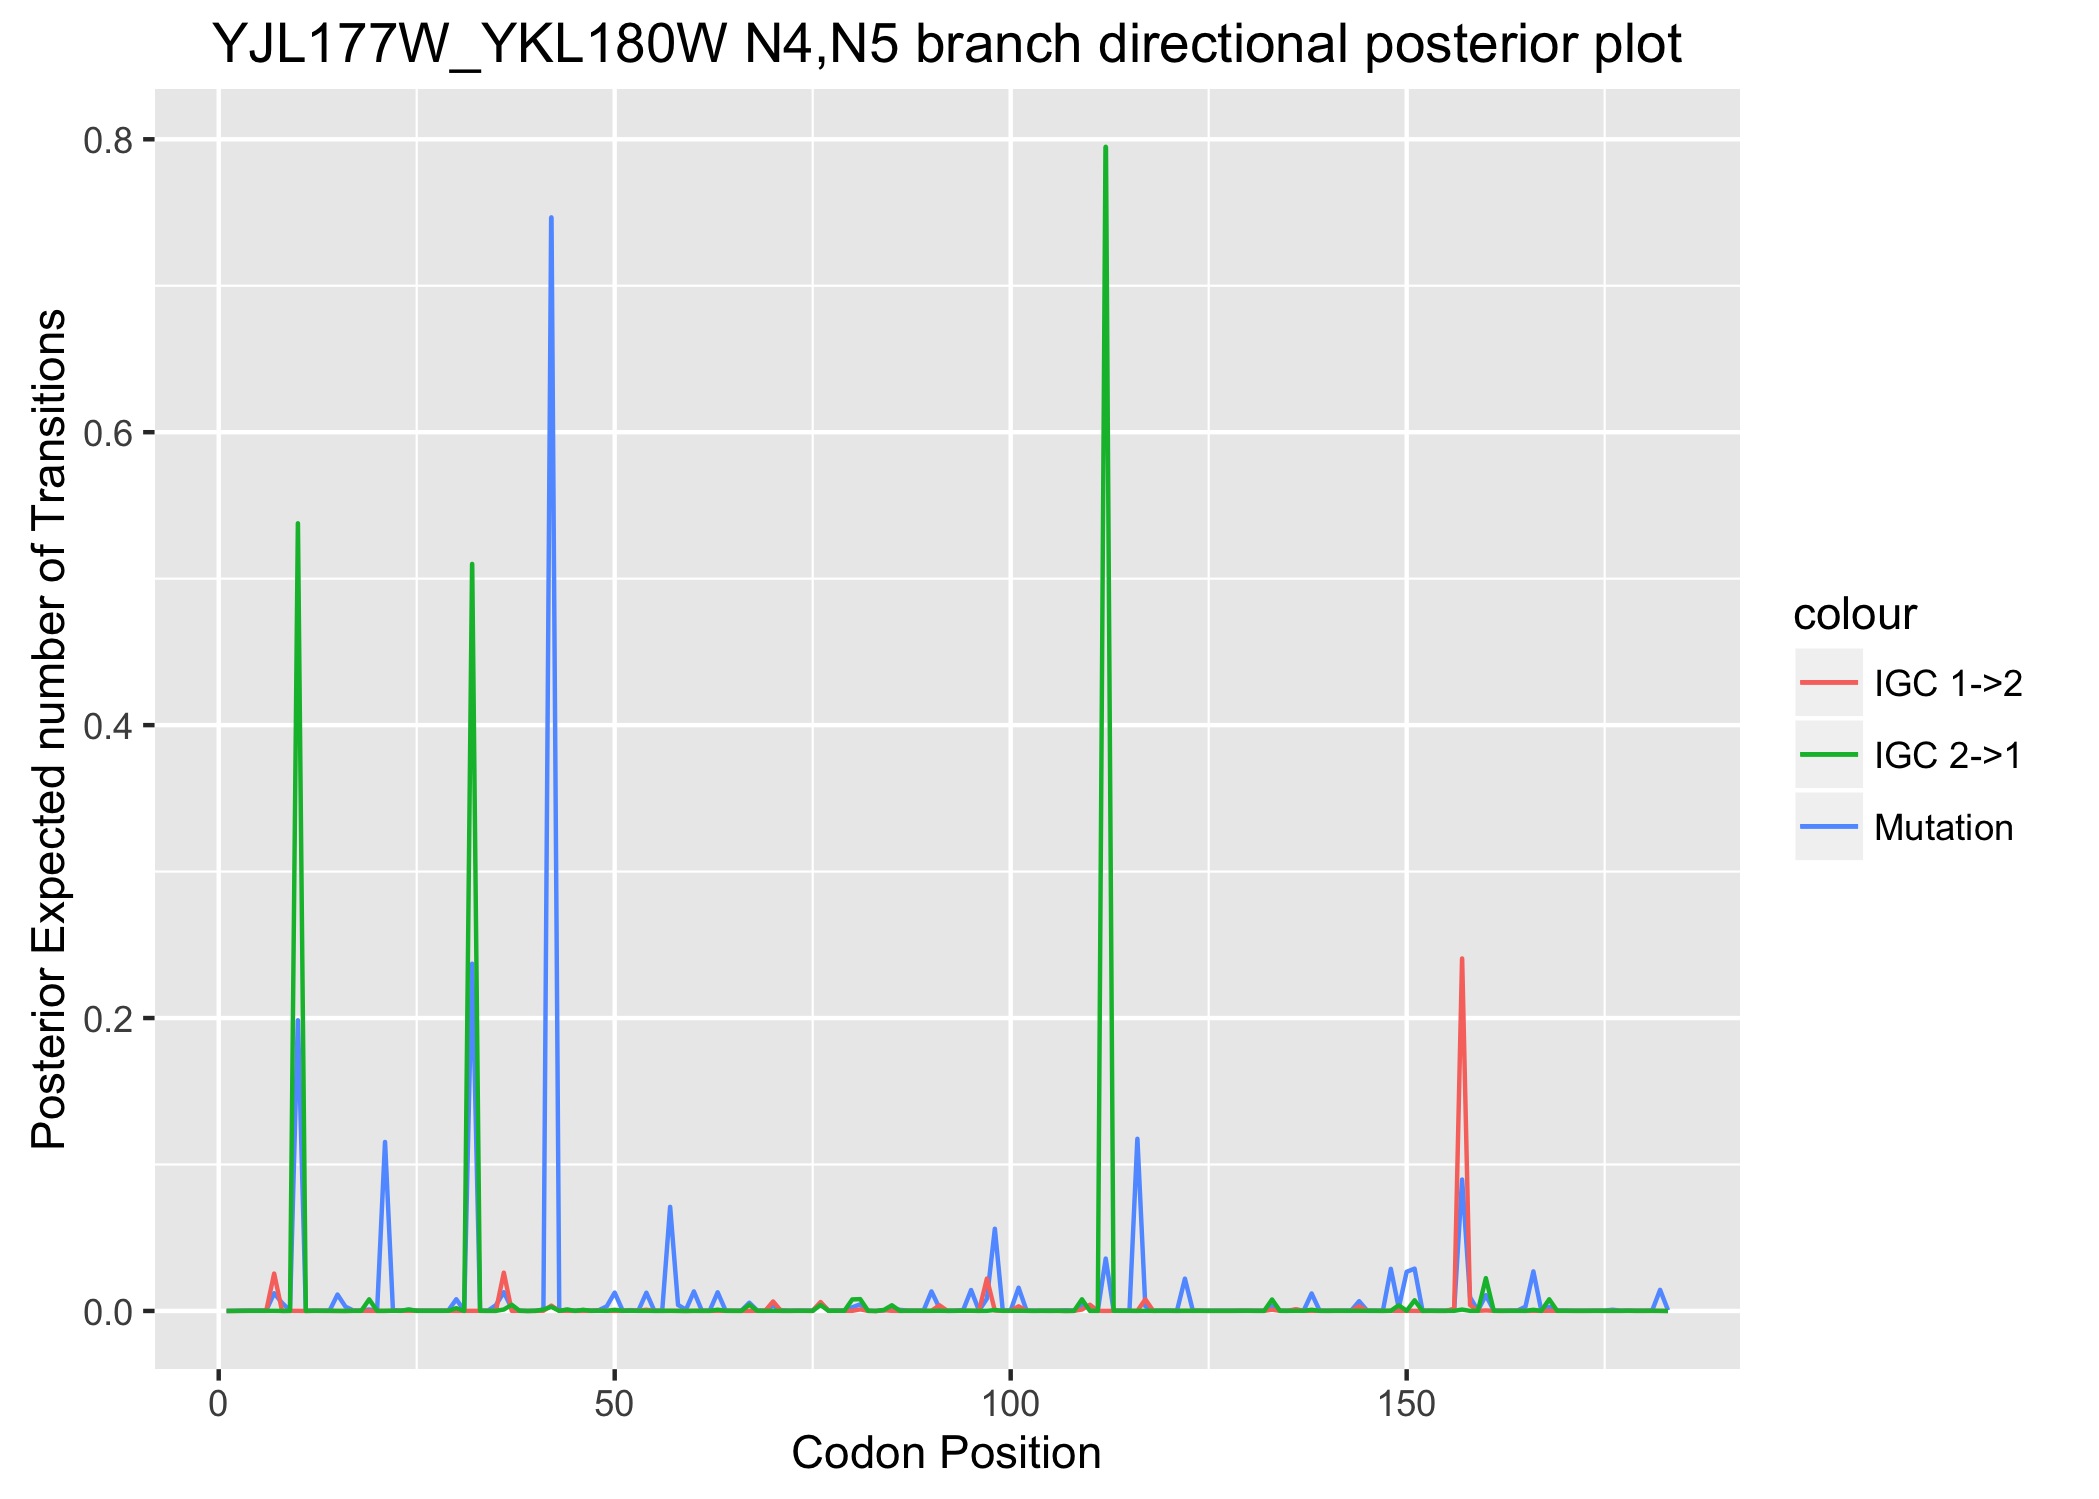 YJL177W_YKL180W N4,N5 branch directional posterior plot
Posterior Expected number of Transitions
0.8
0.6
0.4
0.2
0.0
0
50
100
150
Codon Position
colour
IGC 1->2
IGC 2->1
Mutation